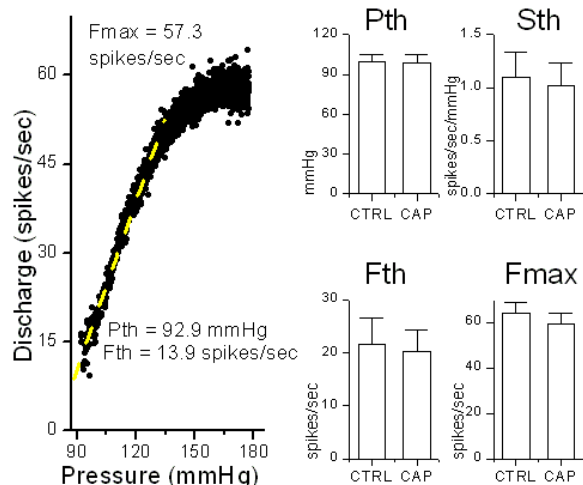 Fmax = 57.3
spikes/sec
60
45
30
15
0
Discharge (spikes/sec)
Pth = 92.9 mmHg
Fth = 13.9 spikes/sec
90 120 150 180
Pressure (mmHg)
Pth
120
90
60
30
0
mmHg
CTRL CAP
Sth
1.5
1.0
0.5
0.0
spikes/sec/mmHg
CTRL CAP
Fth
30
20
10
0
spikes/sec
CTRL CAP
Fmax
60
40
20
0
spikes/sec
CTRL CAP